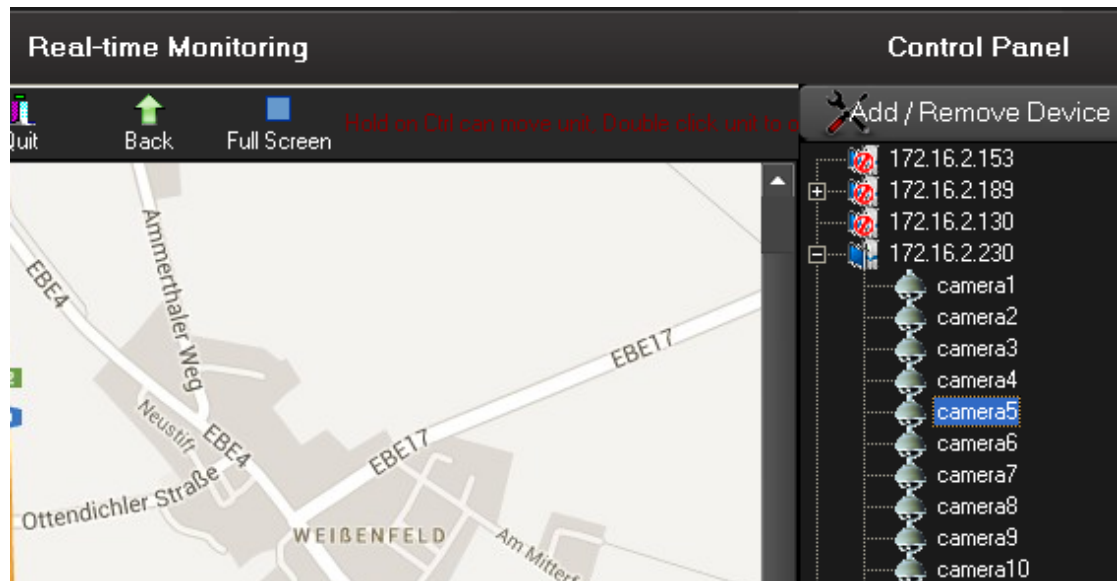 Real-time Monitoring
Control Panel
Quit
Back
Full Screen
Hold on Ctrl can move unit, Double click unit to o
Add / Remove Device
172.16.2.153
172.16.2.189
172.16.2.130
172.16.2.230
camera1
camera2
camera3
camera4
camera5
camera6
camera7
camera8
camera9
camera10
Ammerthaler Weg
EBE4
EBE17
Neustift
EBE4
EBE17
Ottendichler Straße
WEIßENFELD
Am Mitterf